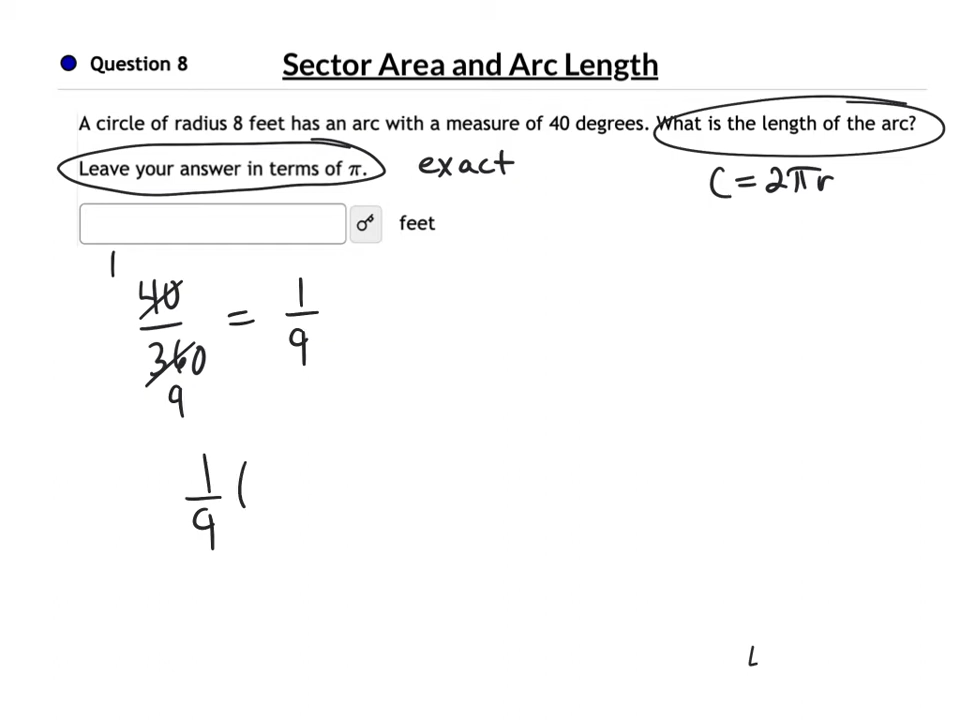 Question 8
Sector Area and Arc Length
A circle of radius 8 feet has an arc with a measure of 40 degrees. What is the length of the arc?
Leave your answer in terms of π. exact
C = 2πr
feet
1
40/360 = 1/9
9
1/9 (
L